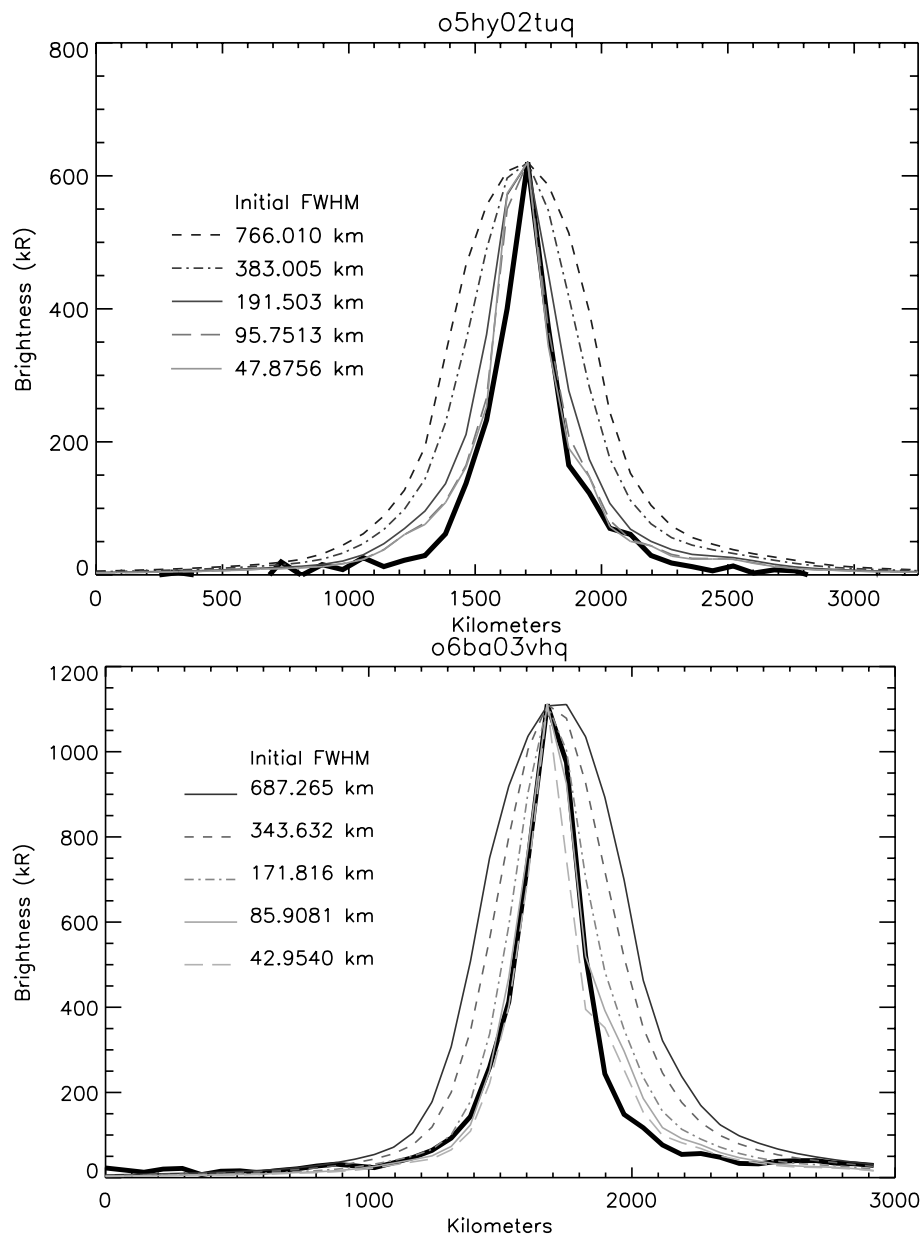 o5hy02tuq
800
600
400
200
0
Brightness (kR)
Initial FWHM
766.010 km
383.005 km
191.503 km
95.7513 km
47.8756 km
0 500 1000 1500 2000 2500 3000
Kilometers
o6ba03vhq
1200
1000
800
600
400
200
0
Brightness (kR)
Initial FWHM
687.265 km
343.632 km
171.816 km
85.9081 km
42.9540 km
0 1000 2000 3000
Kilometers